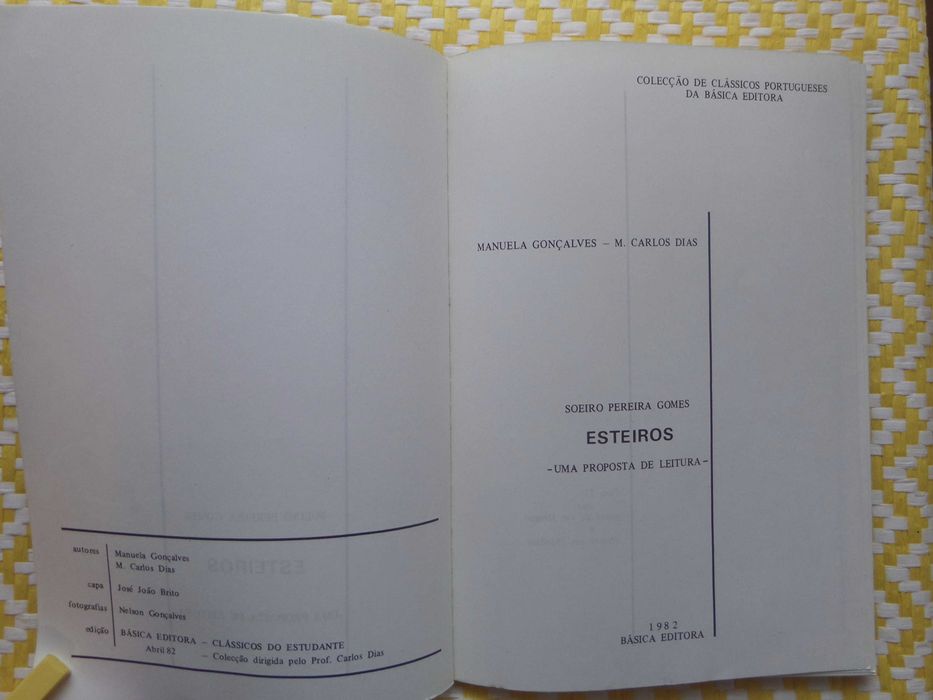 autores Manuela Gonçalves
M. Carlos Dias
capa José João Brito
fotografias Nelson Gonçalves
edição BÁSICA EDITORA – CLÁSSICOS DO ESTUDANTE
Abril 82 – Colecção dirigida pelo Prof. Carlos Dias
COLECÇÃO DE CLÁSSICOS PORTUGUESES
DA BÁSICA EDITORA
MANUELA GONÇALVES – M. CARLOS DIAS
SOEIRO PEREIRA GOMES
ESTEIROS
-UMA PROPOSTA DE LEITURA-
1982
BÁSICA EDITORA